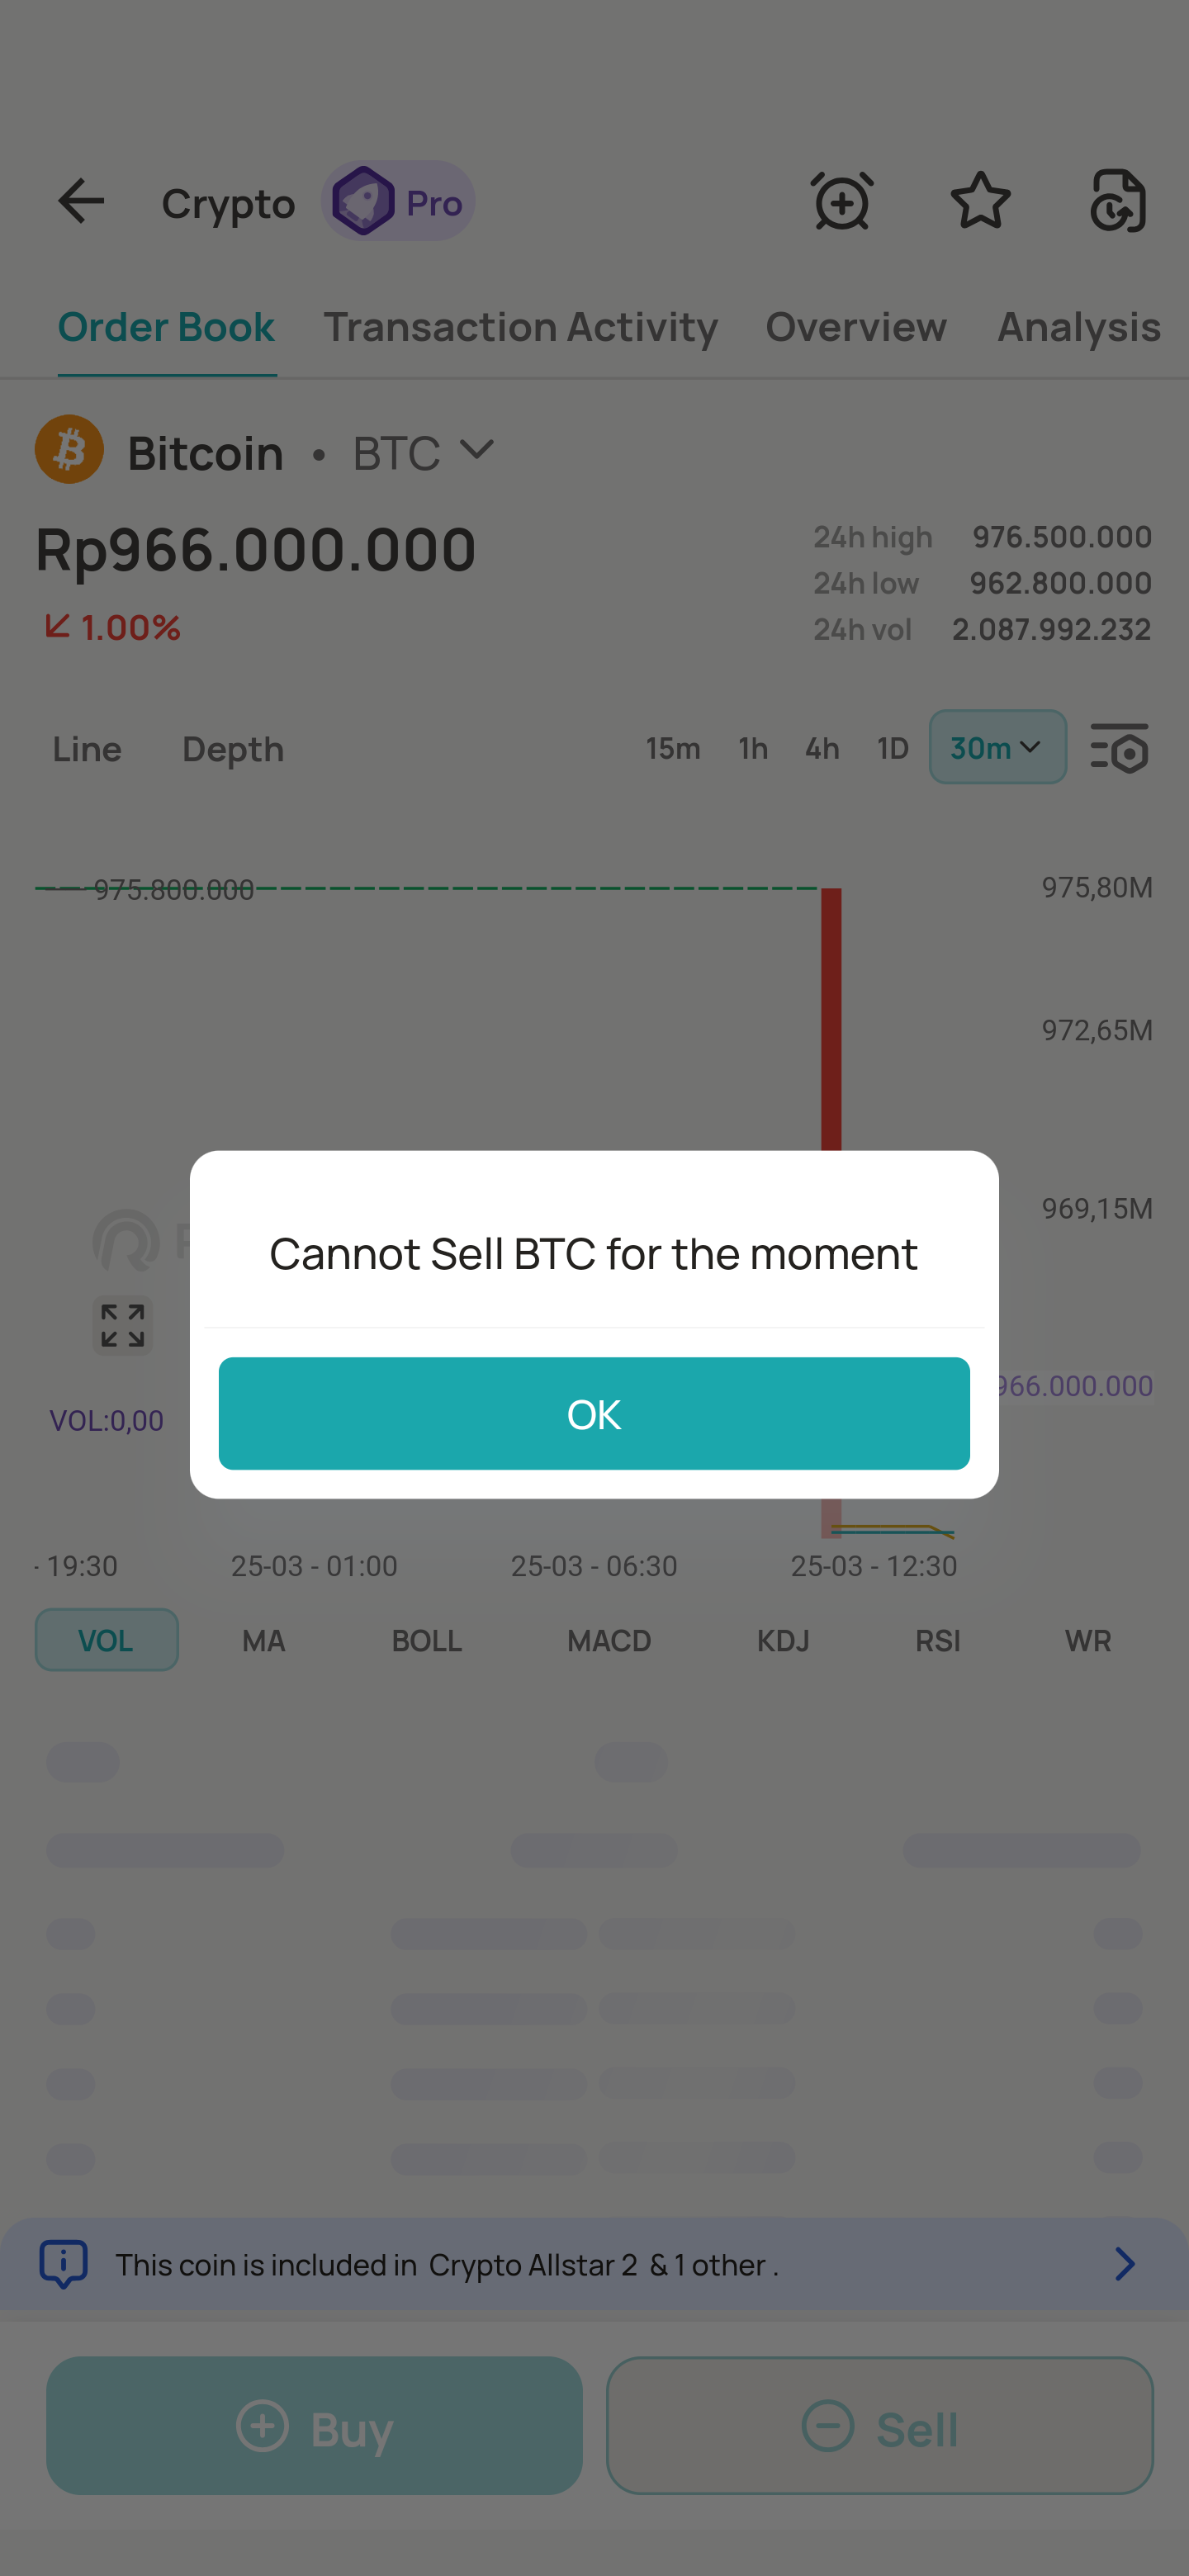 Crypto Pro
Order Book Transaction Activity Overview Analysis
Bitcoin • BTC
Rp966.000.000
1.00%
24h high 976.500.000
24h low 962.800.000
24h vol 2.087.992.232
Line Depth 15m 1h 4h 1D 30m
975.800.000
975,80M
972,65M
969,15M
Cannot Sell BTC for the moment
OK
966.000.000
VOL:0,00
- 19:30 25-03 - 01:00 25-03 - 06:30 25-03 - 12:30
VOL MA BOLL MACD KDJ RSI WR
This coin is included in Crypto Allstar 2 & 1 other .
Buy Sell